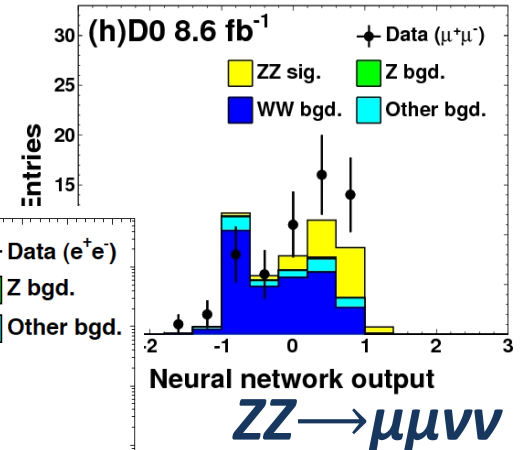 (h)D0 8.6 fb⁻¹
Data (μ⁺μ⁻)
ZZ sig.
Z bgd.
WW bgd.
Other bgd.
30
25
20
15
Entries
Data (e⁺e⁻)
Z bgd.
Other bgd.
-2 -1 0 1 2 3
Neural network output
ZZ→μμνν